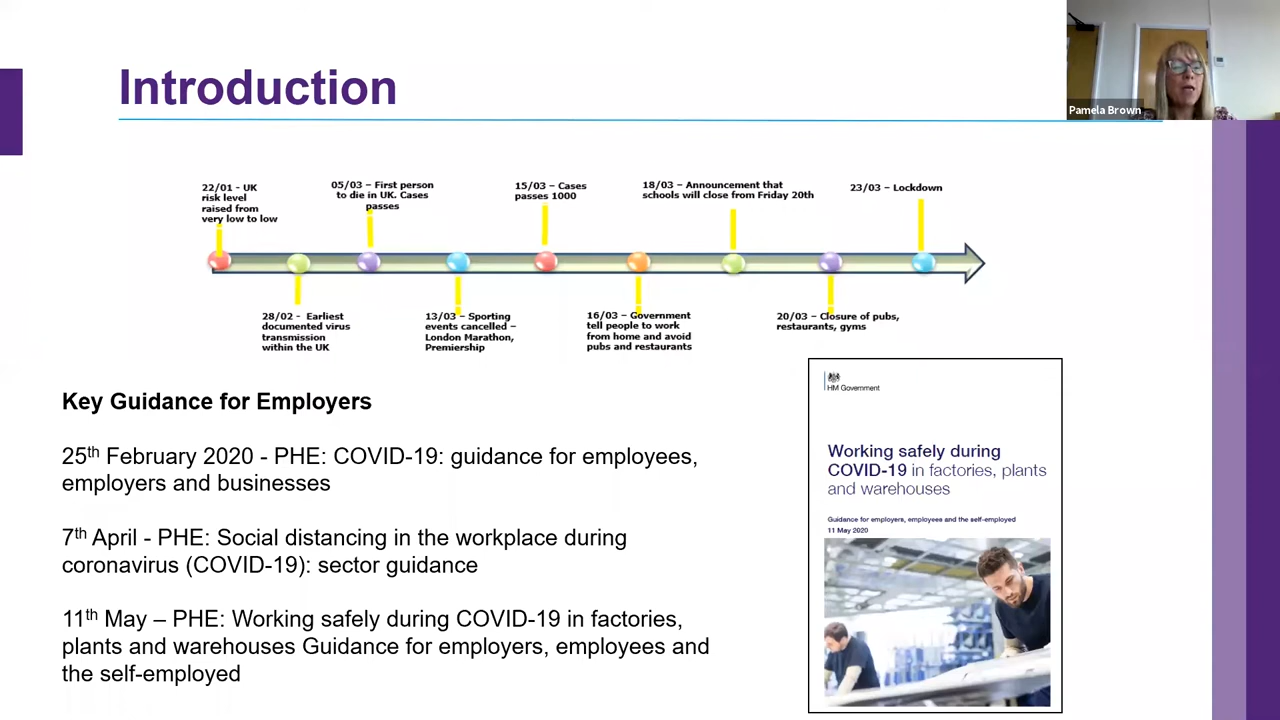 Introduction
Pamela Brown
22/01 - UK
risk level
raised from
very low to low
05/03 – First person
to die in UK. Cases
passes
15/03 – Cases
passes 1000
18/03 – Announcement that
schools will close from Friday 20th
23/03 – Lockdown
28/02 - Earliest
documented virus
transmission
within the UK
13/03 – Sporting
events cancelled –
London Marathon,
Premiership
16/03 – Government
tell people to work
from home and avoid
pubs and restaurants
20/03 – Closure of pubs,
restaurants, gyms
Key Guidance for Employers
25th February 2020 - PHE: COVID-19: guidance for employees,
employers and businesses
7th April - PHE: Social distancing in the workplace during
coronavirus (COVID-19): sector guidance
11th May – PHE: Working safely during COVID-19 in factories,
plants and warehouses Guidance for employers, employees and
the self-employed
HM Government
Working safely during
COVID-19 in factories, plants
and warehouses
Guidance for employers, employees and the self-employed
11 May 2020